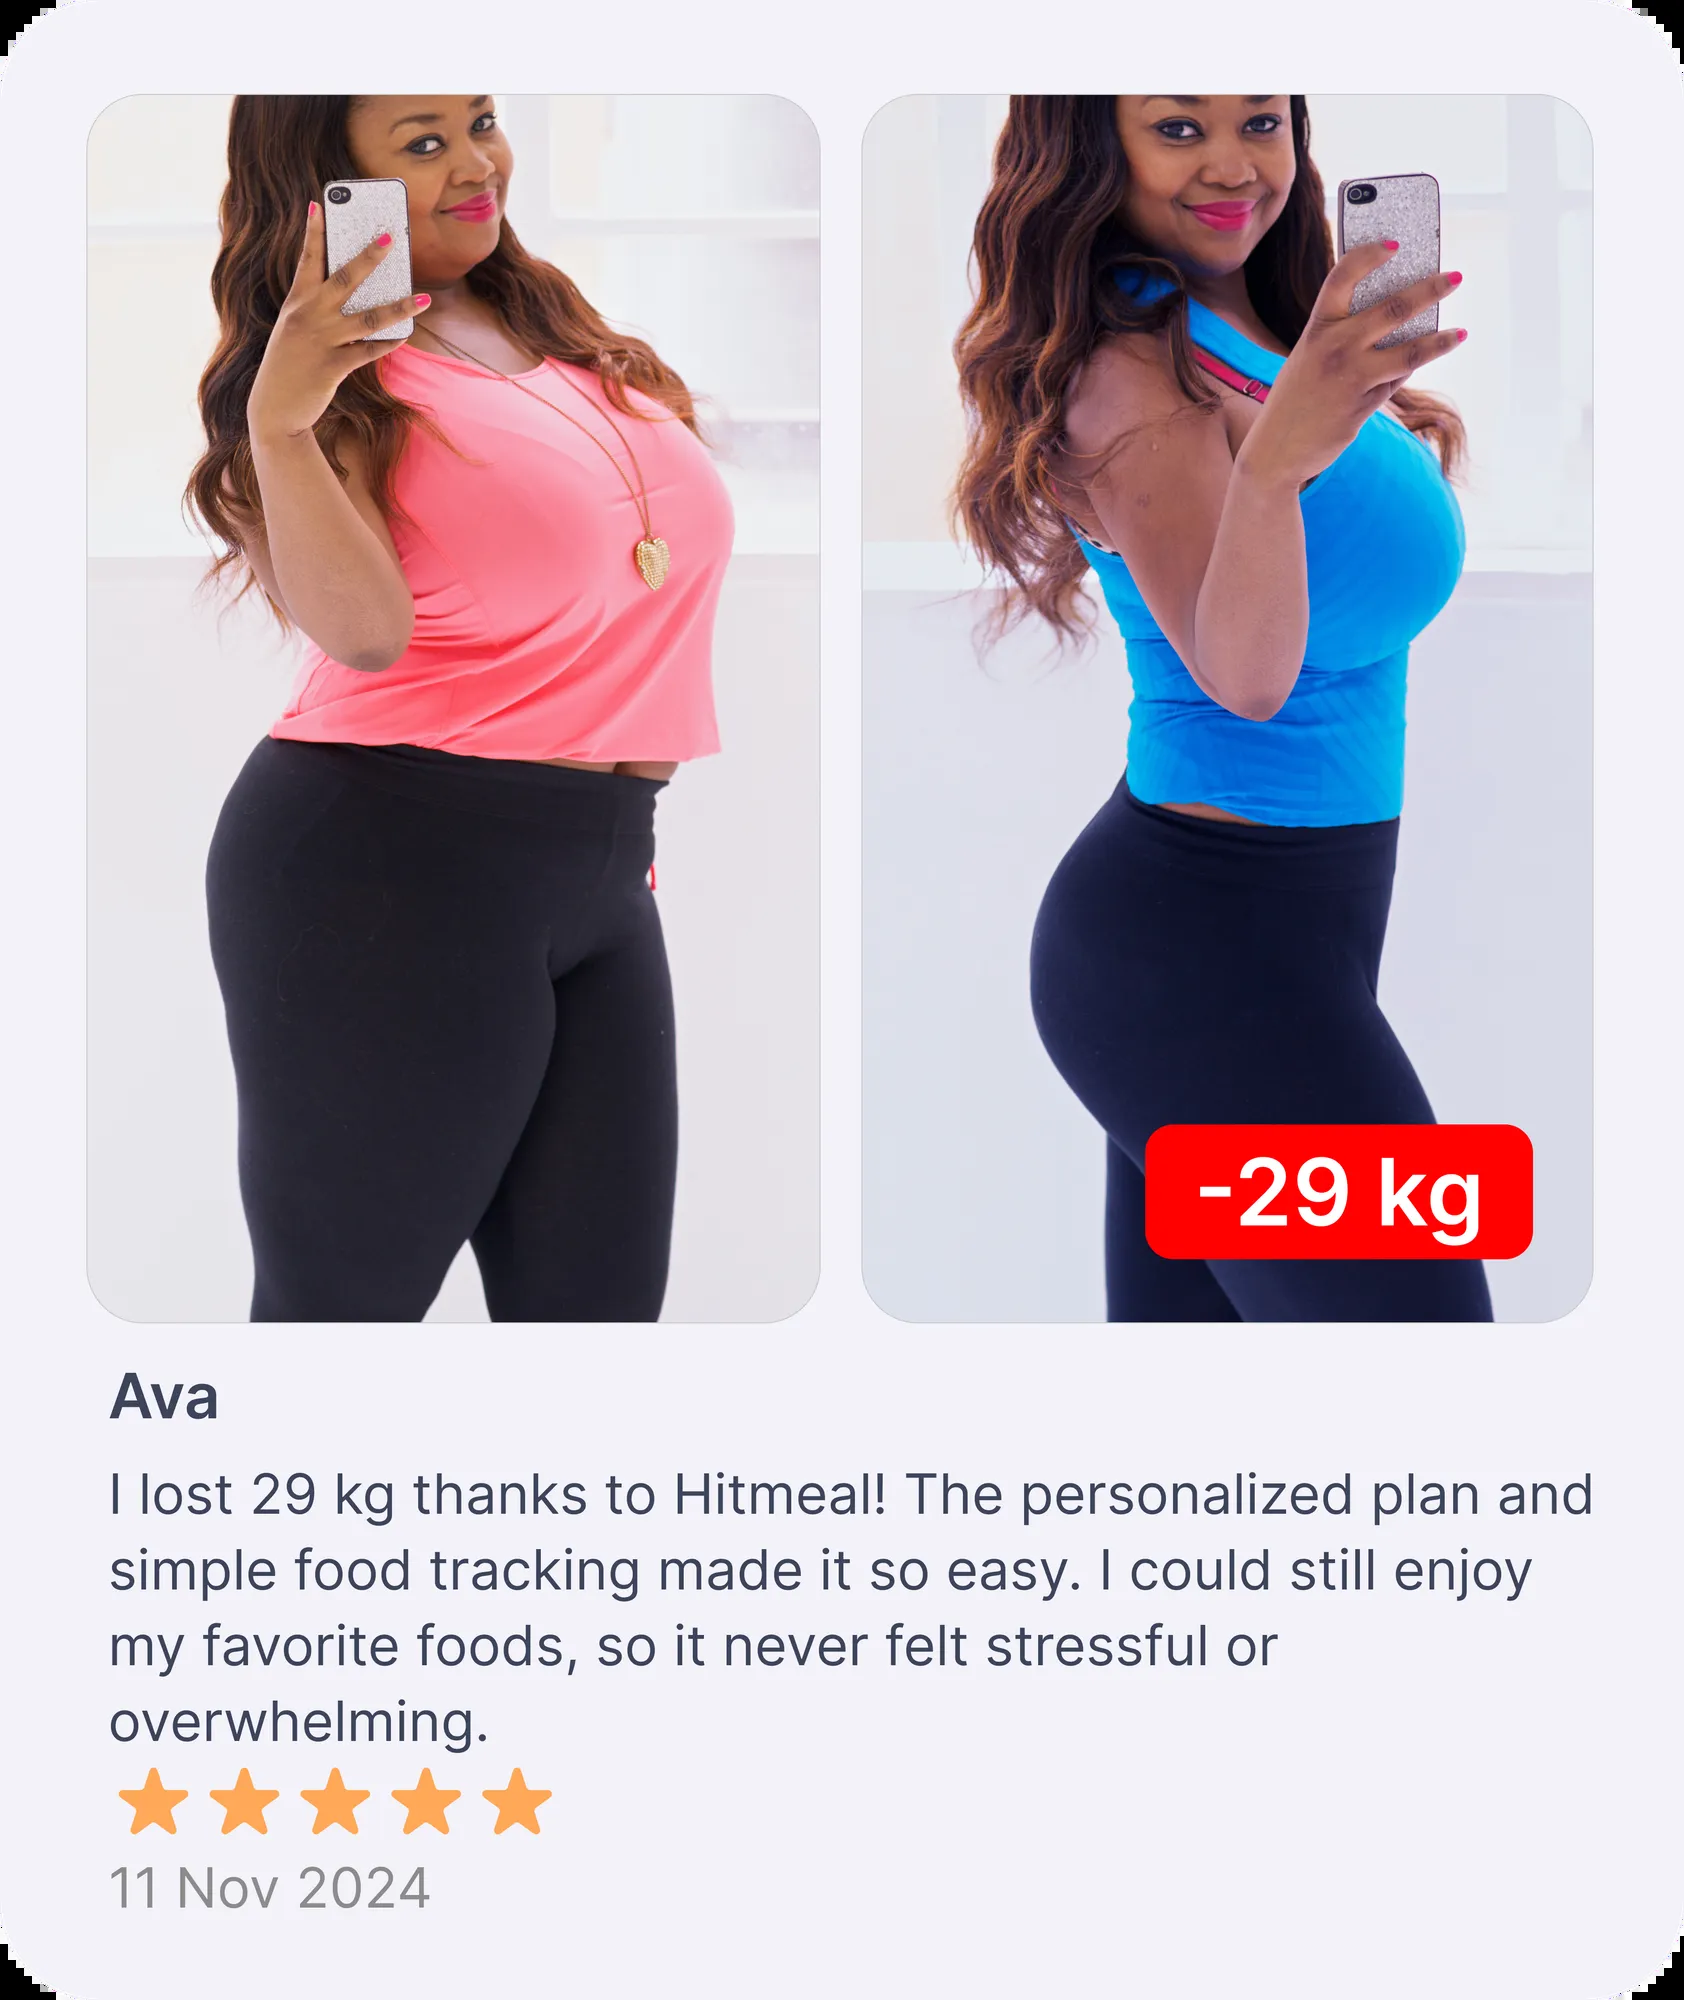 -29 kg
Ava
I lost 29 kg thanks to Hitmeal! The personalized plan and
simple food tracking made it so easy. I could still enjoy
my favorite foods, so it never felt stressful or
overwhelming.
11 Nov 2024